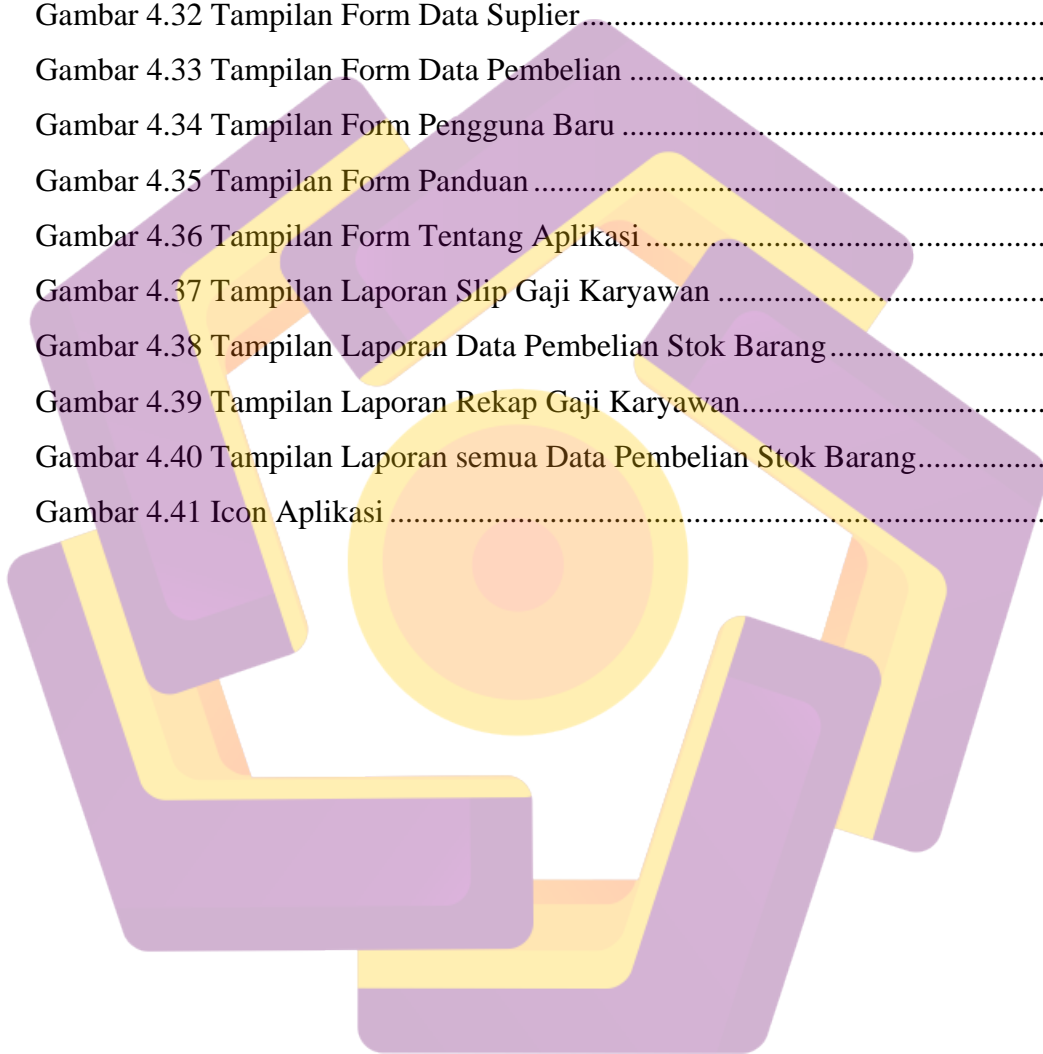 Gambar 4.32 Tampilan Form Data Suplier......................................................
Gambar 4.33 Tampilan Form Data Pembelian ................................................
Gambar 4.34 Tampilan Form Pengguna Baru .................................................
Gambar 4.35 Tampilan Form Panduan ............................................................
Gambar 4.36 Tampilan Form Tentang Aplikasi ..............................................
Gambar 4.37 Tampilan Laporan Slip Gaji Karyawan .....................................
Gambar 4.38 Tampilan Laporan Data Pembelian Stok Barang.........................
Gambar 4.39 Tampilan Laporan Rekap Gaji Karyawan...................................
Gambar 4.40 Tampilan Laporan semua Data Pembelian Stok Barang...............
Gambar 4.41 Icon Aplikasi ..............................................................................